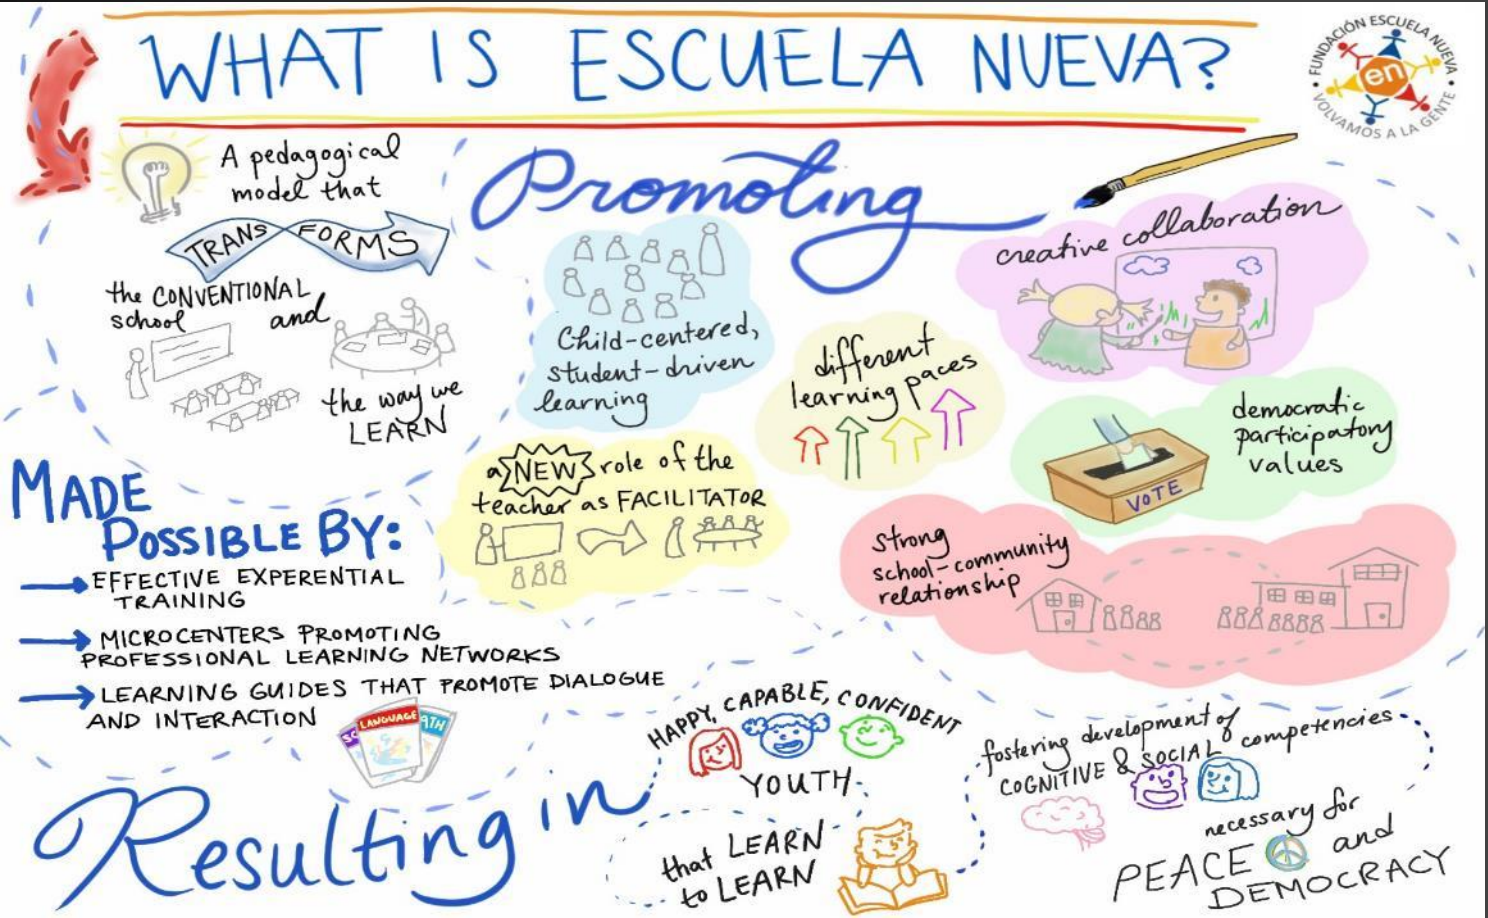 WHAT IS ESCUELA NUEVA?
FUNDACIÓN ESCUELA NUEVA
en
VOLVAMOS A LA GENTE
A pedagogical
model that
TRANSFORMS
the CONVENTIONAL
school and
the way we
LEARN
Promoting
Child-centered,
student-driven
learning
different
learning paces
creative collaboration
democratic
participatory
values
VOTE
a NEW role of the
teacher as FACILITATOR
strong
school-community
relationship
MADE
POSSIBLE BY:
EFFECTIVE EXPERENTIAL
TRAINING
MICROCENTERS PROMOTING
PROFESSIONAL LEARNING NETWORKS
LEARNING GUIDES THAT PROMOTE DIALOGUE
AND INTERACTION
SC
LANGUAGE
ATH
Resulting in
HAPPY, CAPABLE, CONFIDENT
YOUTH
that LEARN
to LEARN
fostering development of
COGNITIVE & SOCIAL competencies
necessary for
PEACE and
DEMOCRACY